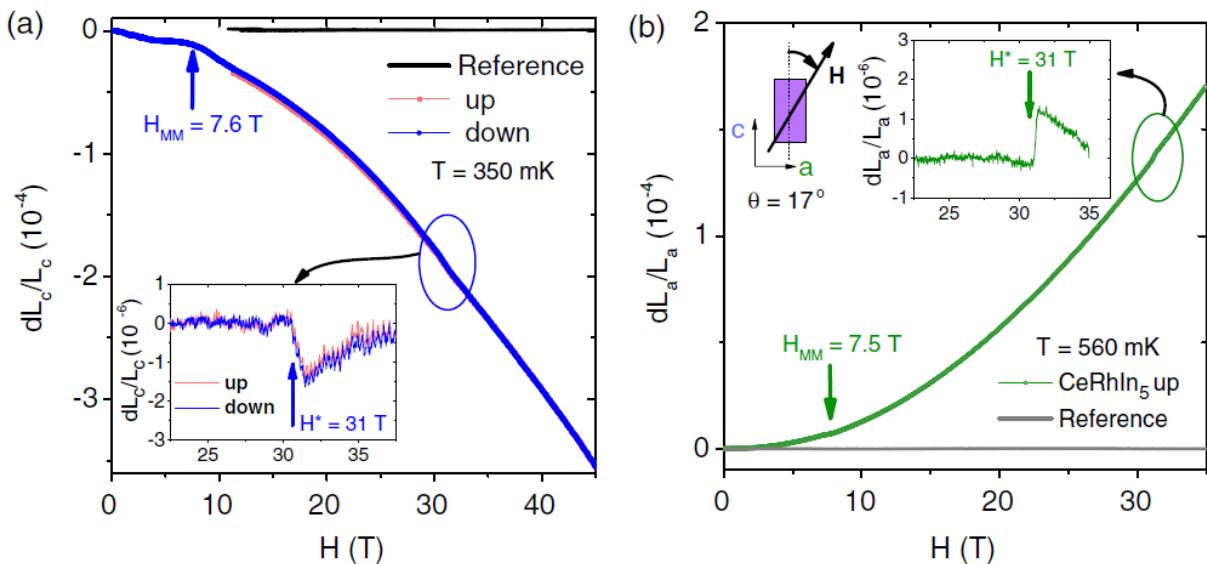 (a)
0
-1
-2
-3
dL_c/L_c (10^-4)
0 10 20 30 40
H (T)
Reference
up
down
T = 350 mK
H_MM = 7.6 T
1
0
-1
-2
-3
dL_c/L_c (10^-6)
25 30 35
up
down
H* = 31 T
(b)
2
1
0
dL_a/L_a (10^-4)
0 10 20 30
H (T)
H
c
a
θ = 17°
3
2
1
0
-1
dL_a/L_a (10^-6)
25 30 35
H* = 31 T
H_MM = 7.5 T
T = 560 mK
CeRhIn_5 up
Reference